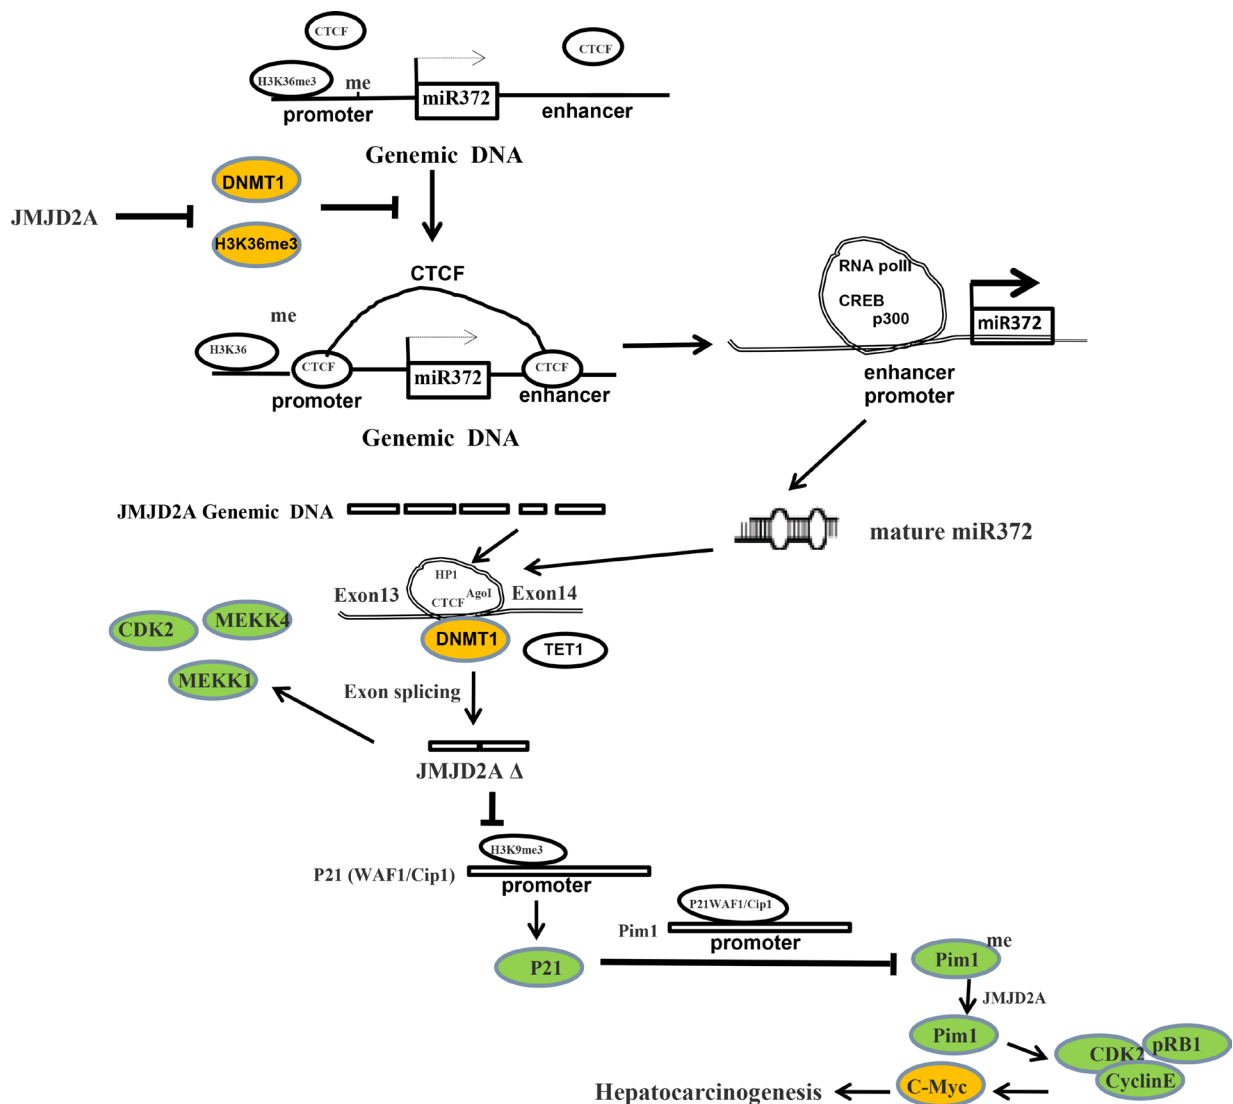 CTCF
CTCF
H3K36me3
me
miR372
promoter
enhancer
Genemic DNA
DNMT1
JMJD2A
H3K36me3
CTCF
RNA polII
CREB
p300
me
miR372
H3K36
CTCF
miR372
CTCF
promoter
enhancer
enhancer
promoter
Genemic DNA
JMJD2A Genemic DNA
mature miR372
HP1
Exon13
CTCF
AgoI
Exon14
CDK2
MEKK4
DNMT1
TET1
MEKK1
Exon splicing
JMJD2A Δ
H3K9me3
P21 (WAF1/Cip1)
promoter
P21WAF1/Cip1
Pim1
promoter
me
Pim1
P21
JMJD2A
Pim1
CDK2
pRB1
CyclinE
C-Myc
Hepatocarcinogenesis